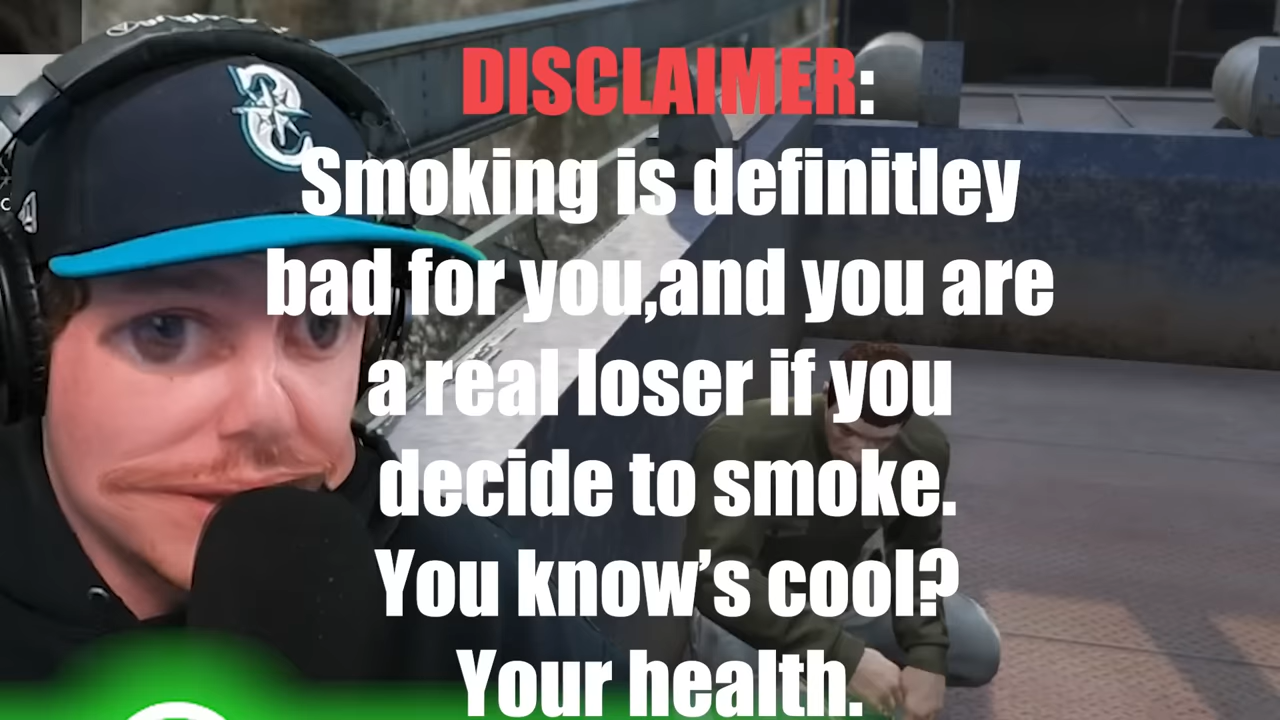 DISCLAIMER:
Smoking is definitley
bad for you,and you are
a real loser if you
decide to smoke.
You know's cool?
Your health.
c